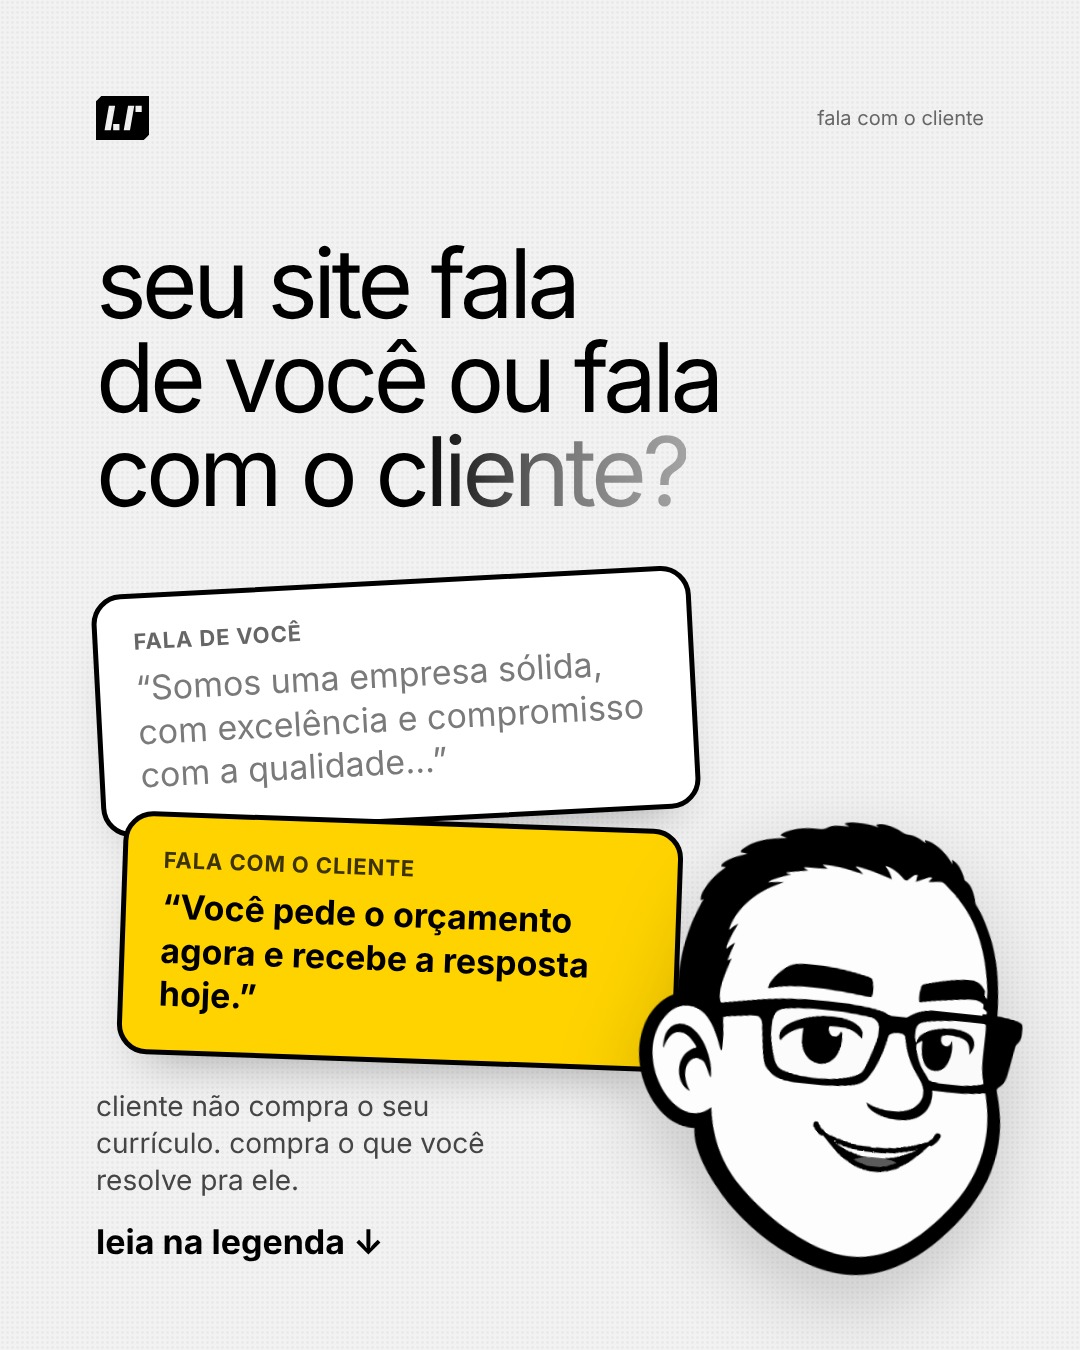 fala com o cliente
seu site fala
de você ou fala
com o cliente?
FALA DE VOCÊ
“Somos uma empresa sólida,
com excelência e compromisso
com a qualidade...”
FALA COM O CLIENTE
“Você pede o orçamento
agora e recebe a resposta
hoje.”
cliente não compra o seu
currículo. compra o que você
resolve pra ele.
leia na legenda ↓